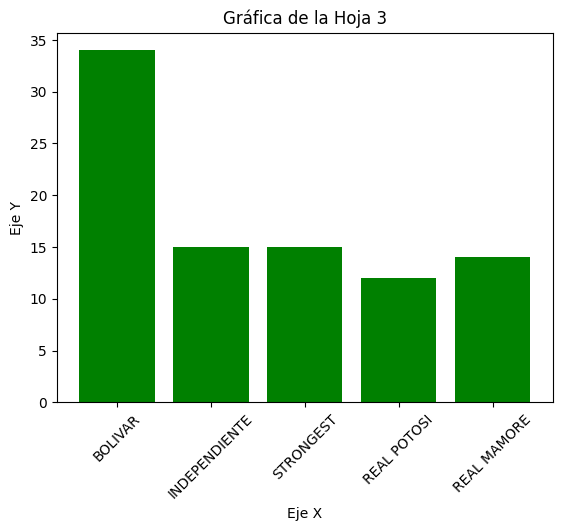 Gráfica de la Hoja 3
Eje Y
35
30
25
20
15
10
5
0
BOLIVAR
INDEPENDIENTE
STRONGEST
REAL POTOSI
REAL MAMORE
Eje X